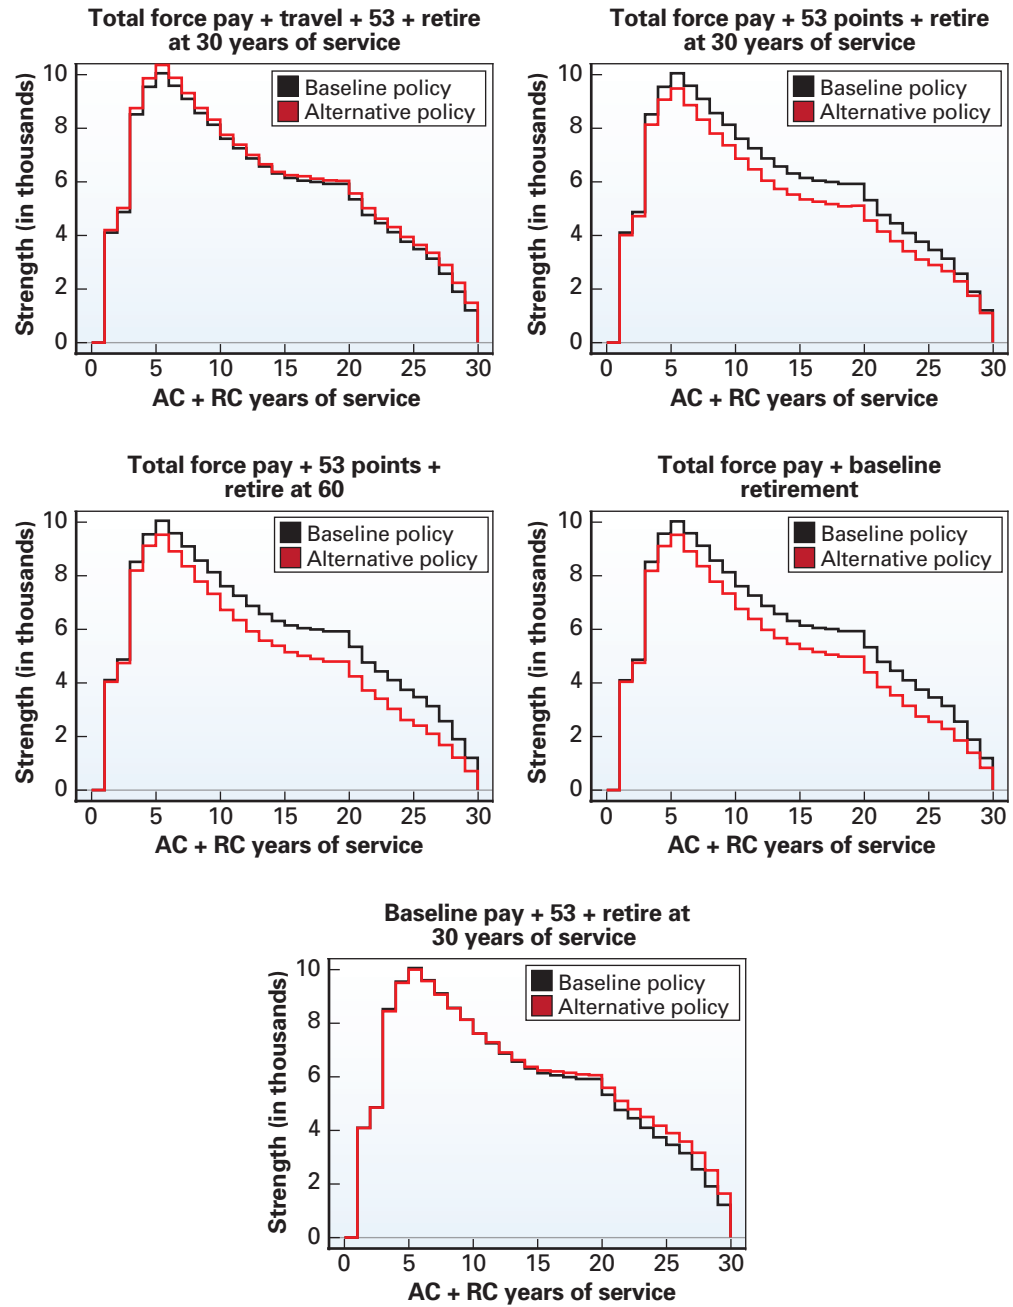 Total force pay + travel + 53 + retire
at 30 years of service
Strength (in thousands)
10
8
6
4
2
0
Baseline policy
Alternative policy
0 5 10 15 20 25 30
AC + RC years of service
Total force pay + 53 points + retire
at 30 years of service
Strength (in thousands)
10
8
6
4
2
0
Baseline policy
Alternative policy
0 5 10 15 20 25 30
AC + RC years of service
Total force pay + 53 points +
retire at 60
Strength (in thousands)
10
8
6
4
2
0
Baseline policy
Alternative policy
0 5 10 15 20 25 30
AC + RC years of service
Total force pay + baseline
retirement
Strength (in thousands)
10
8
6
4
2
0
Baseline policy
Alternative policy
0 5 10 15 20 25 30
AC + RC years of service
Baseline pay + 53 + retire at
30 years of service
Strength (in thousands)
10
8
6
4
2
0
Baseline policy
Alternative policy
0 5 10 15 20 25 30
AC + RC years of service